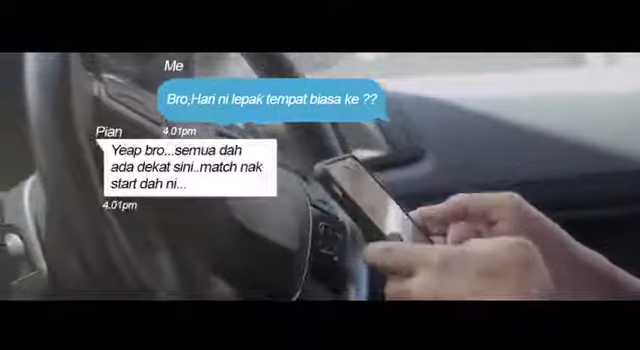 Me
Bro,Hari ni lepak tempat biasa ke ??
4.01pm
Pian
Yeap bro...semua dah
ada dekat sini..match nak
start dah ni...
4.01pm